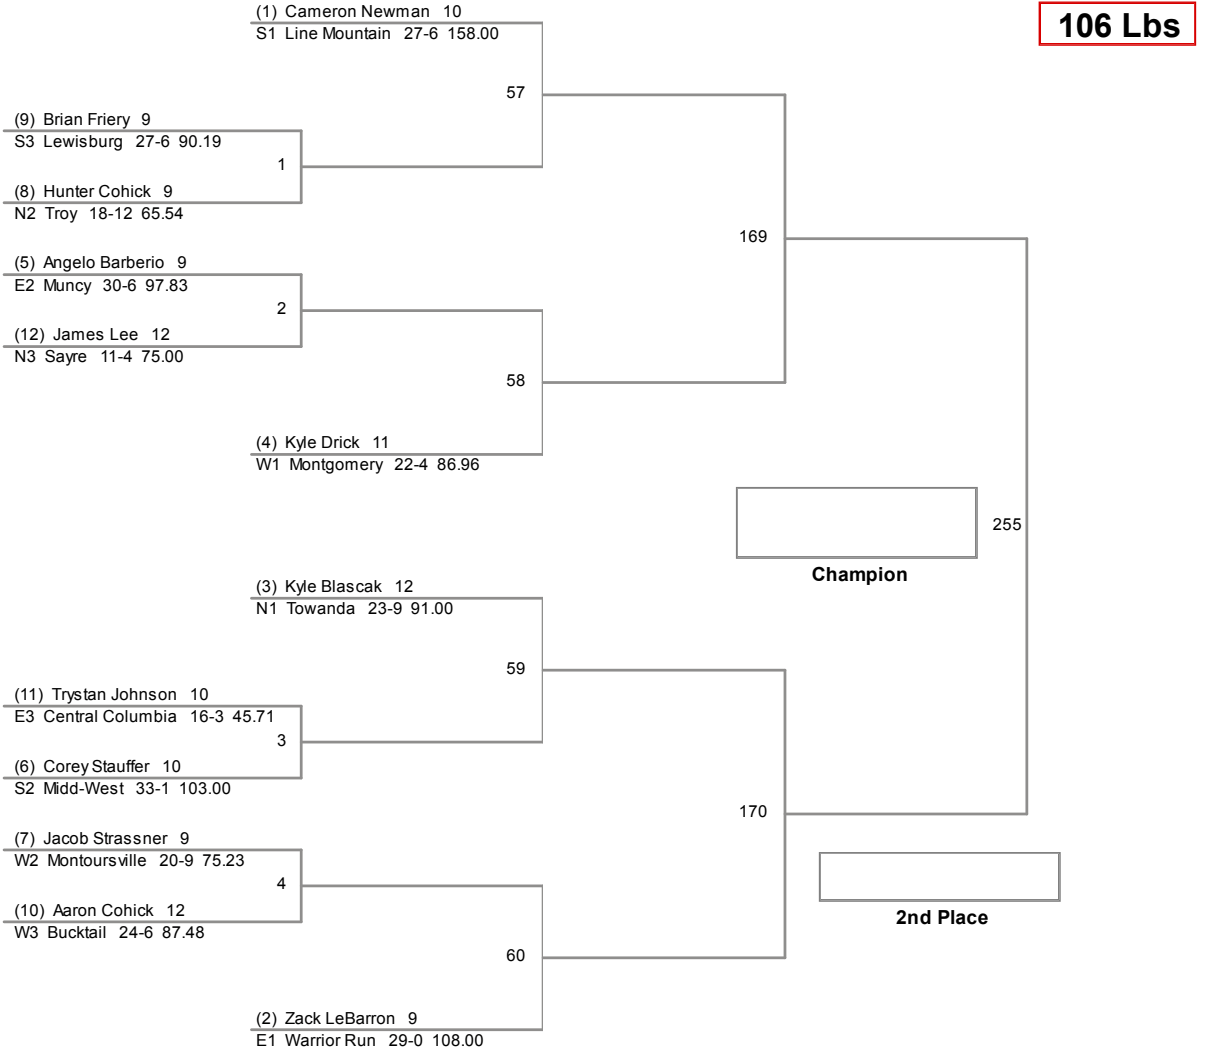 (1) Cameron Newman 10
106 Lbs
S1 Line Mountain 27-6 158.00
57
(9) Brian Friery 9
S3 Lewisburg 27-6 90.19
1
(8) Hunter Cohick 9
N2 Troy 18-12 65.54
169
(5) Angelo Barberio 9
E2 Muncy 30-6 97.83
2
(12) James Lee 12
N3 Sayre 11-4 75.00
58
(4) Kyle Drick 11
W1 Montgomery 22-4 86.96
255
Champion
(3) Kyle Blascak 12
N1 Towanda 23-9 91.00
59
(11) Trystan Johnson 10
E3 Central Columbia 16-3 45.71
3
(6) Corey Stauffer 10
S2 Midd-West 33-1 103.00
170
(7) Jacob Strassner 9
W2 Montoursville 20-9 75.23
4
(10) Aaron Cohick 12
W3 Bucktail 24-6 87.48
2nd Place
60
(2) Zack LeBarron 9
E1 Warrior Run 29-0 108.00